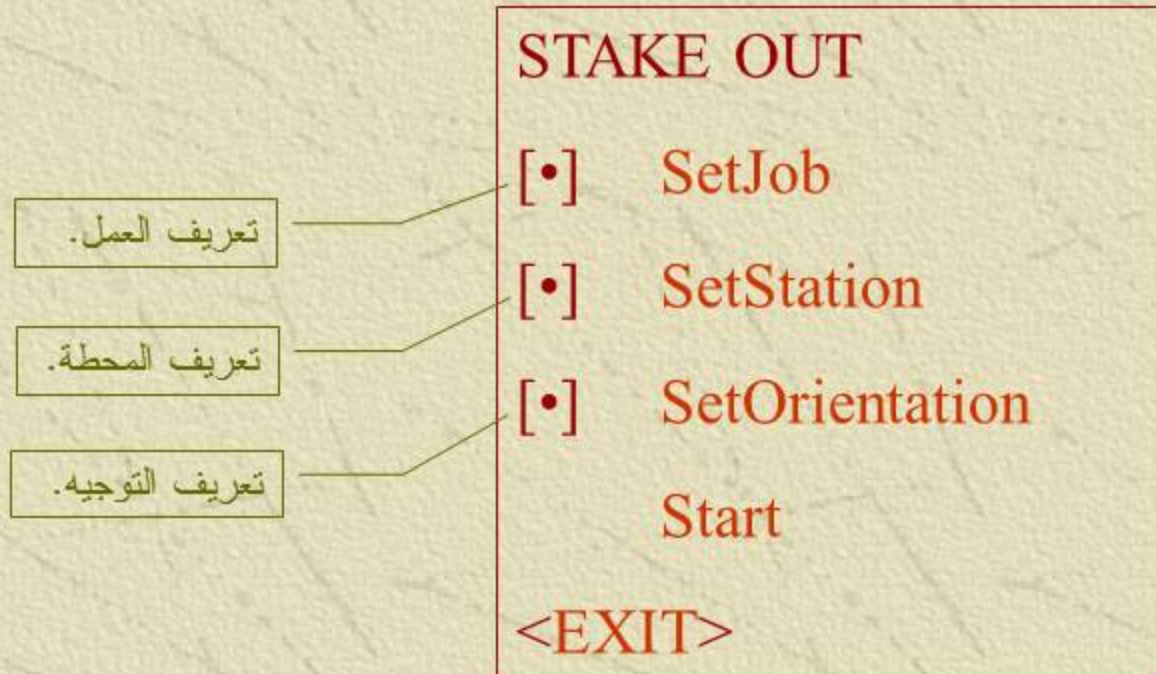 STAKE OUT
[•] SetJob
تعريف العمل.
[•] SetStation
تعريف المحطة.
[•] SetOrientation
تعريف التوجيه.
Start
<EXIT>